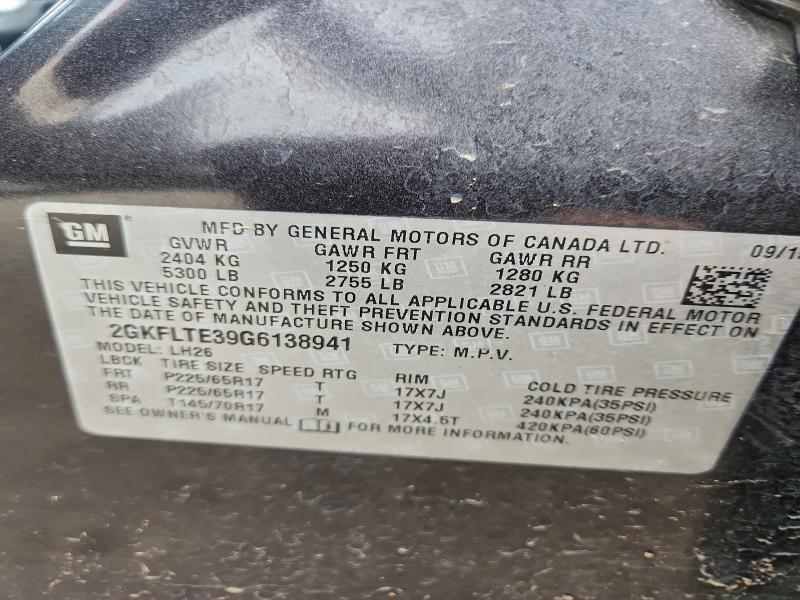 GM ® MFD BY GENERAL MOTORS OF CANADA LTD. 09/15
GVWR GAWR FRT GAWR RR
2404 KG 1250 KG 1280 KG
5300 LB 2755 LB 2821 LB
THIS VEHICLE CONFORMS TO ALL APPLICABLE U.S. FEDERAL MOTOR
VEHICLE SAFETY AND THEFT PREVENTION STANDARDS IN EFFECT ON
THE DATE OF MANUFACTURE SHOWN ABOVE.
2GKFLTE39G6138941 TYPE: M.P.V.
MODEL: LH26
LBCK TIRE SIZE SPEED RTG RIM COLD TIRE PRESSURE
FRT P225/65R17 T 17X7J 240KPA(35PSI)
RR P225/65R17 T 17X7J 240KPA(35PSI)
SPA T145/70R17 M 17X4.5T 420KPA(60PSI)
SEE OWNER'S MANUAL FOR MORE INFORMATION.